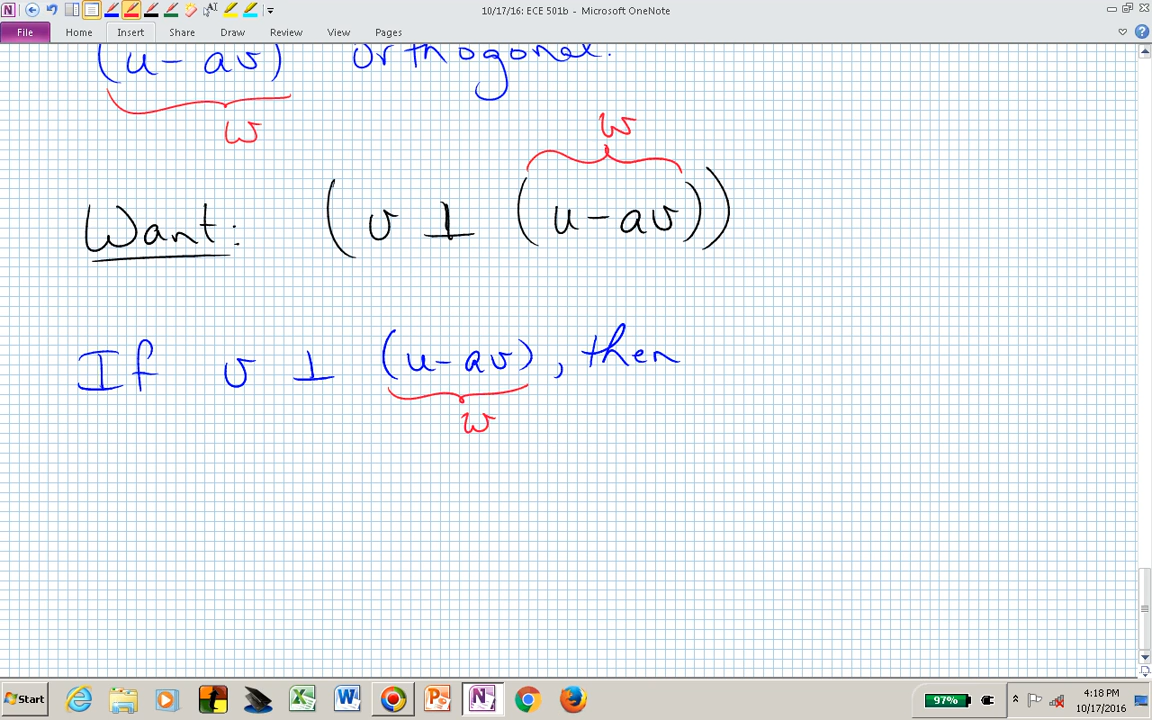 10/17/16: ECE 501b - Microsoft OneNote
File Home Insert Share Draw Review View Pages
(u - av) orthogonal.
w
w
Want: (v ⊥ (u - av))
If v ⊥ (u - av), then
w
Start
97%
4:18 PM
10/17/2016